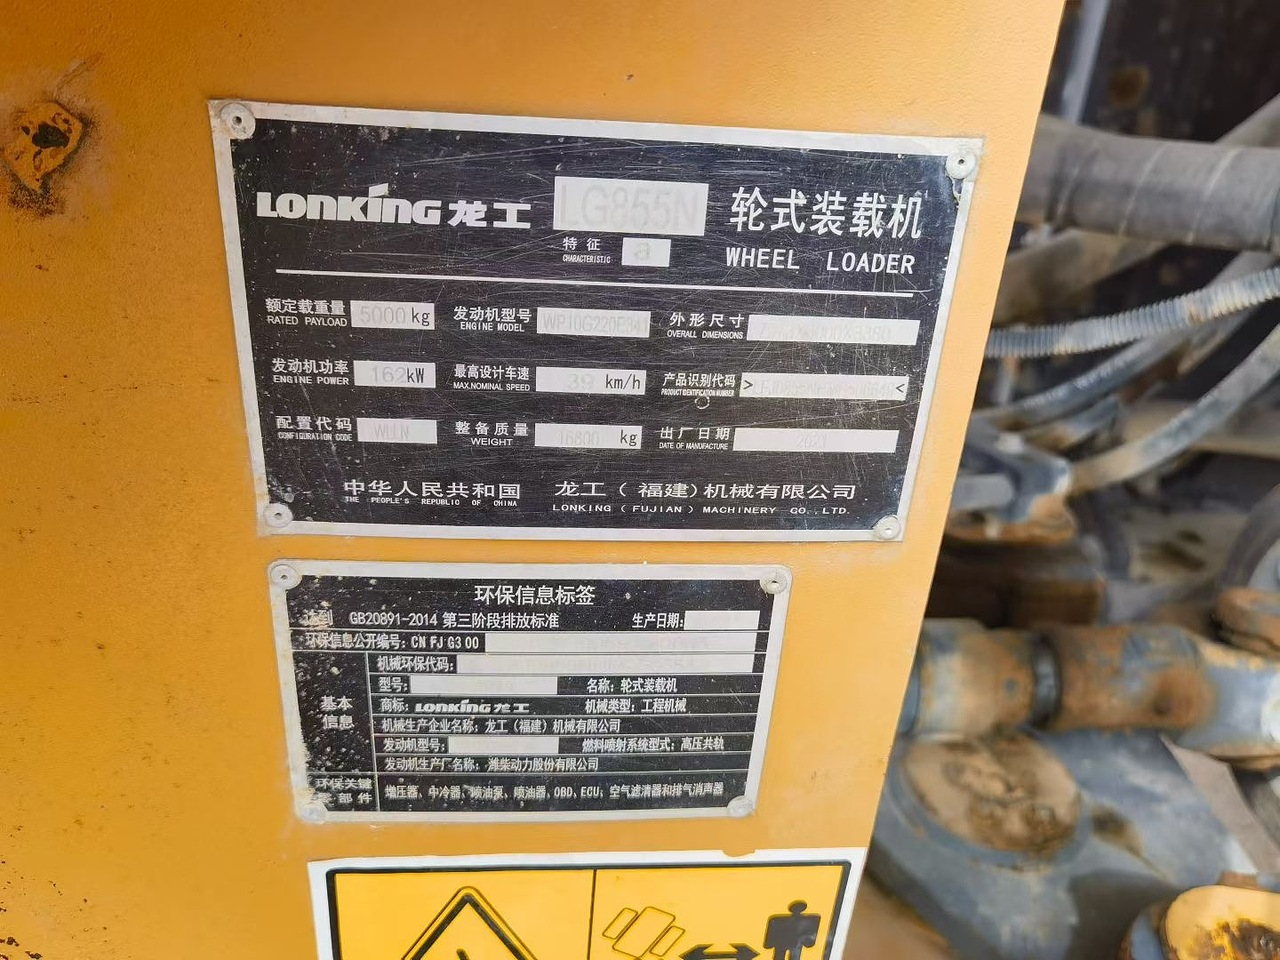 LONKING 龙工 LG855N 轮式装载机
特征 a
CHARACTERISTIC
WHEEL LOADER
额定载重量 5000 kg 发动机型号 外形尺寸
RATED PAYLOAD ENGINE MODEL OVERALL DIMENSIONS
发动机功率 162 kW 最高设计车速 39 km/h 产品识别代码 > <
ENGINE POWER MAX.NOMINAL SPEED PRODUCT IDENTIFICATION NUMBER
配置代码 整备质量 16800 kg 出厂日期
CONFIGURATION CODE WEIGHT DATE OF MANUFACTURE
中华人民共和国 龙工(福建)机械有限公司
THE PEOPLE'S REPUBLIC OF CHINA LONKING (FUJIAN) MACHINERY CO.,LTD.
环保信息标签
达到 GB20891-2014 第三阶段排放标准 生产日期:
环保信息公开编号: CN FJ G3 00
机械环保代码:
基本信息
型号: 名称: 轮式装载机
商标: LONKING 龙工 机械类型: 工程机械
机械生产企业名称: 龙工(福建)机械有限公司
发动机型号: 燃料喷射系统型式: 高压共轨
发动机生产厂名称: 潍柴动力股份有限公司
环保关键零部件 增压器、中冷器、喷油泵、喷油器、OBD、ECU、空气滤清器和排气消声器